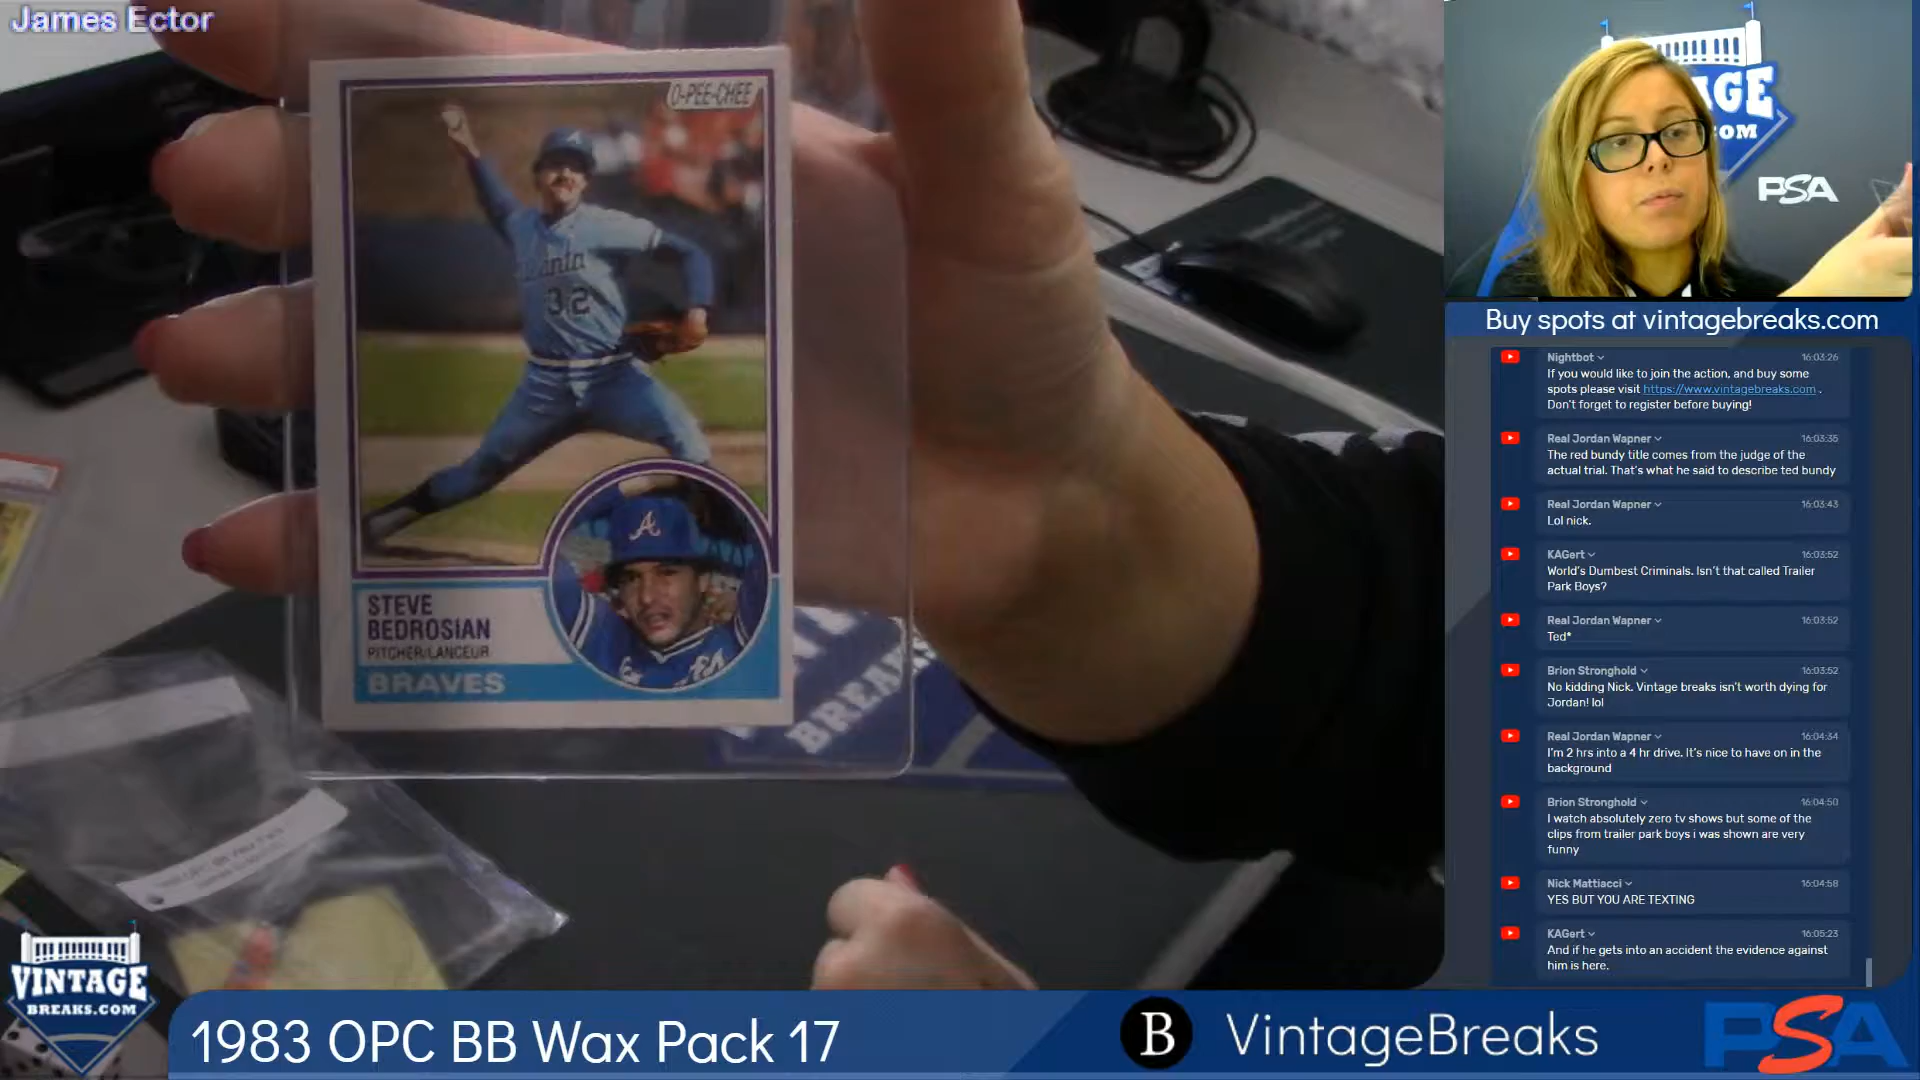 James Ector
O-PEE-CHEE
A
32
A
STEVE
BEDROSIAN
PITCHER/LANCEUR
BRAVES
BREAKS
AGE
.COM
PSA
Buy spots at vintagebreaks.com
Nightbot 16:03:26
If you would like to join the action, and buy some
spots please visit https://www.vintagebreaks.com .
Don't forget to register before buying!
Real Jordan Wapner 16:03:35
The red bundy title comes from the judge of the
actual trial. That's what he said to describe ted bundy
Real Jordan Wapner 16:03:43
Lol nick.
KAGert 16:03:52
World's Dumbest Criminals. Isn't that called Trailer
Park Boys?
Real Jordan Wapner 16:03:52
Ted*
Brion Stronghold 16:03:52
No kidding Nick. Vintage breaks isn't worth dying for
Jordan! lol
Real Jordan Wapner 16:04:34
I'm 2 hrs into a 4 hr drive. It's nice to have on in the
background
Brion Stronghold 16:04:50
I watch absolutely zero tv shows but some of the
clips from trailer park boys i was shown are very
funny
Nick Mattiacci 16:04:58
YES BUT YOU ARE TEXTING
KAGert 16:05:23
And if he gets into an accident the evidence against
him is here.
VINTAGE
BREAKS.COM
1983 OPC BB Wax Pack 17
B VintageBreaks
PSA